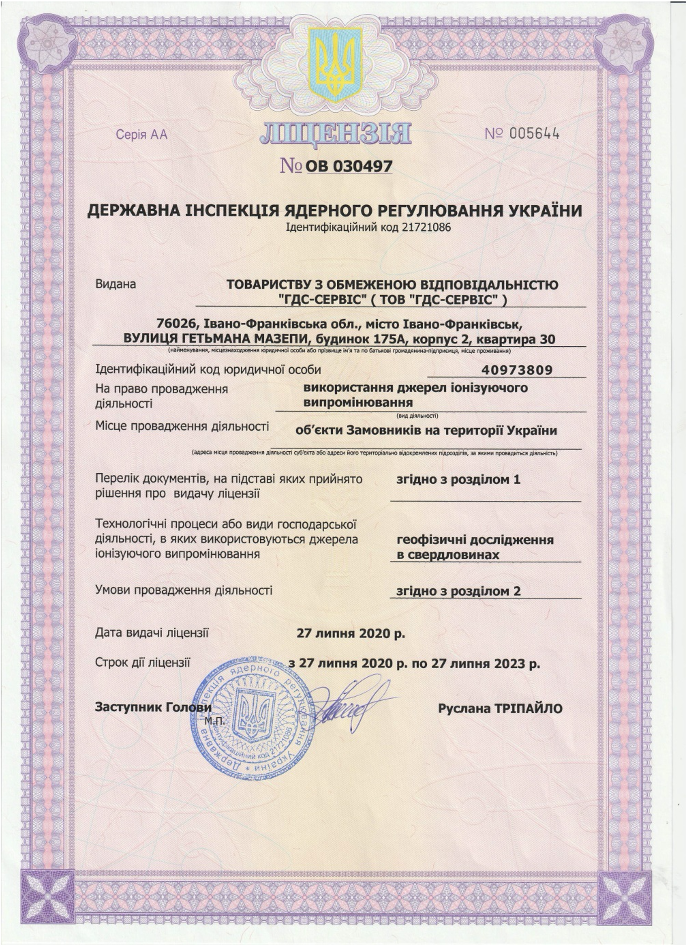 Серія АА
ЛІЦЕНЗІЯ
№ 005644
№ ОВ 030497
ДЕРЖАВНА ІНСПЕКЦІЯ ЯДЕРНОГО РЕГУЛЮВАННЯ УКРАЇНИ
Ідентифікаційний код 21721086
Видана
ТОВАРИСТВУ З ОБМЕЖЕНОЮ ВІДПОВІДАЛЬНІСТЮ
"ГДС-СЕРВІС" ( ТОВ "ГДС-СЕРВІС" )
76026, Івано-Франківська обл., місто Івано-Франківськ,
ВУЛИЦЯ ГЕТЬМАНА МАЗЕПИ, будинок 175А, корпус 2, квартира 30
(найменування, місцезнаходження юридичної особи або прізвище ім'я та по батькові громадянина-підприємця, місце проживання)
Ідентифікаційний код юридичної особи 40973809
На право провадження діяльності
використання джерел іонізуючого
випромінювання
(вид діяльності)
Місце провадження діяльності об'єкти Замовників на території України
(адреса місця провадження діяльності суб'єкта або адреси його територіально відокремлених підрозділів, за якими провадиться діяльність)
Перелік документів, на підставі яких прийнято
рішення про видачу ліцензії
згідно з розділом 1
Технологічні процеси або види господарської
діяльності, в яких використовуються джерела
іонізуючого випромінювання
геофізичні дослідження
в свердловинах
Умови провадження діяльності згідно з розділом 2
Дата видачі ліцензії 27 липня 2020 р.
Строк дії ліцензії з 27 липня 2020 р. по 27 липня 2023 р.
Заступник Голови
М.П.
Руслана ТРІПАЙЛО